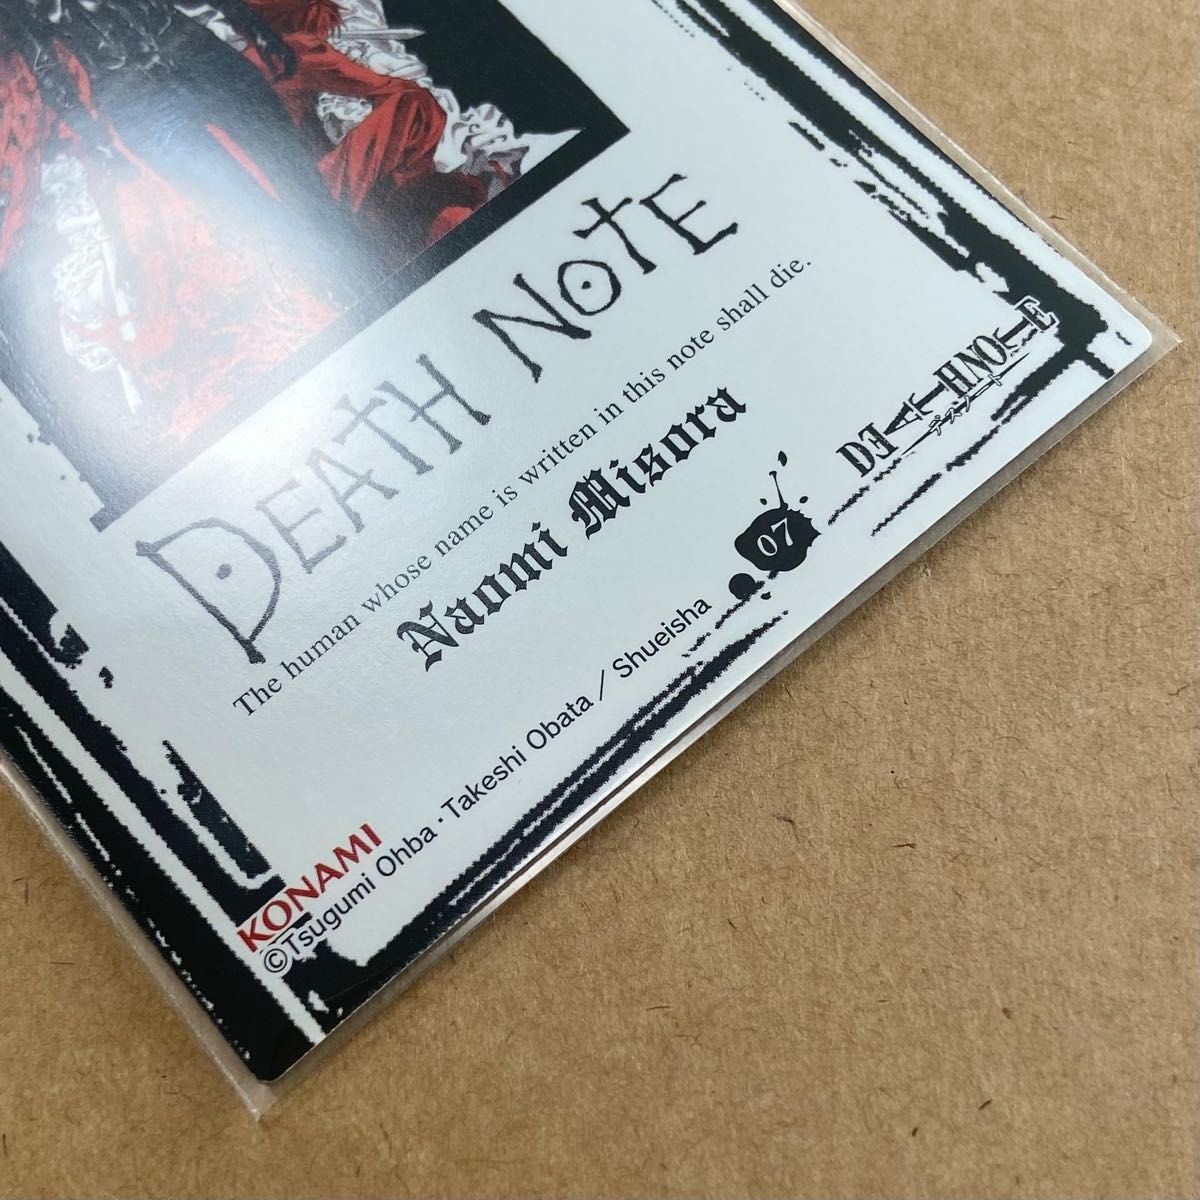 DEATH NOTE
The human whose name is written in this note shall die.
Naomi Misora
07
DEATH NOTE
デスノート
KONAMI
©Tsugumi Ohba・Takeshi Obata / Shueisha